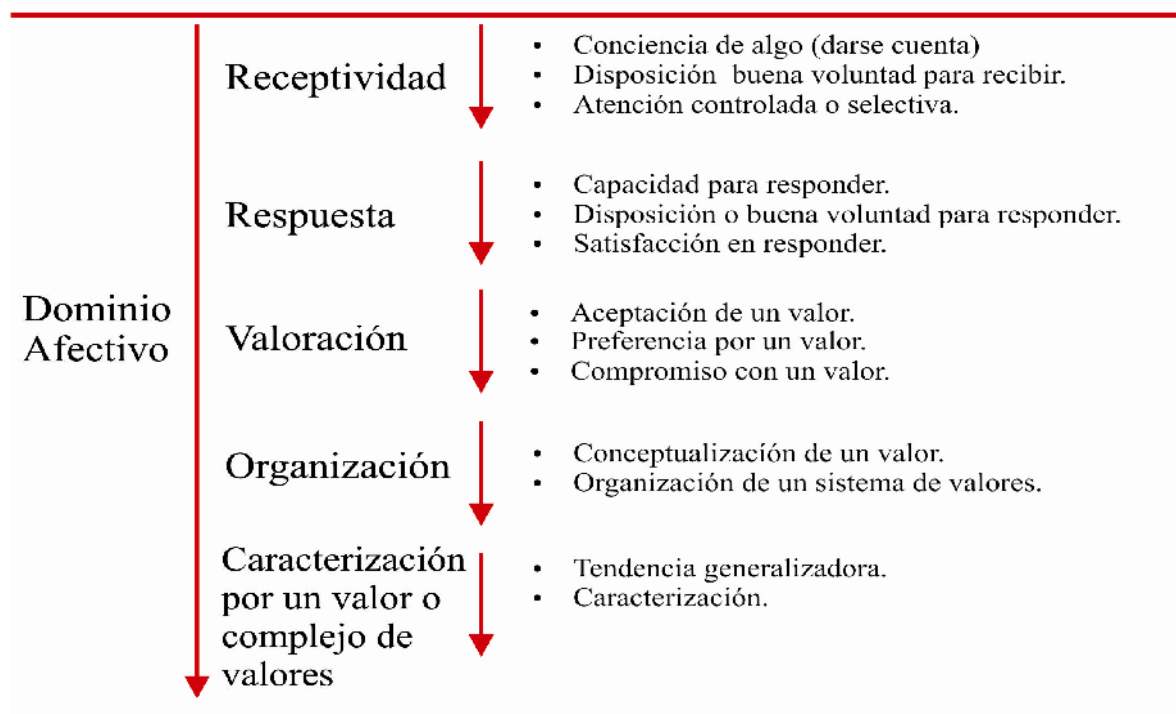 Dominio
Afectivo
Receptividad
• Conciencia de algo (darse cuenta)
• Disposición buena voluntad para recibir.
• Atención controlada o selectiva.
Respuesta
• Capacidad para responder.
• Disposición o buena voluntad para responder.
• Satisfacción en responder.
Valoración
• Aceptación de un valor.
• Preferencia por un valor.
• Compromiso con un valor.
Organización
• Conceptualizacíón de un valor.
• Organización de un sistema de valores.
Caracterización
por un valor o
complejo de
valores
• Tendencia generalizadora.
• Caracterización.